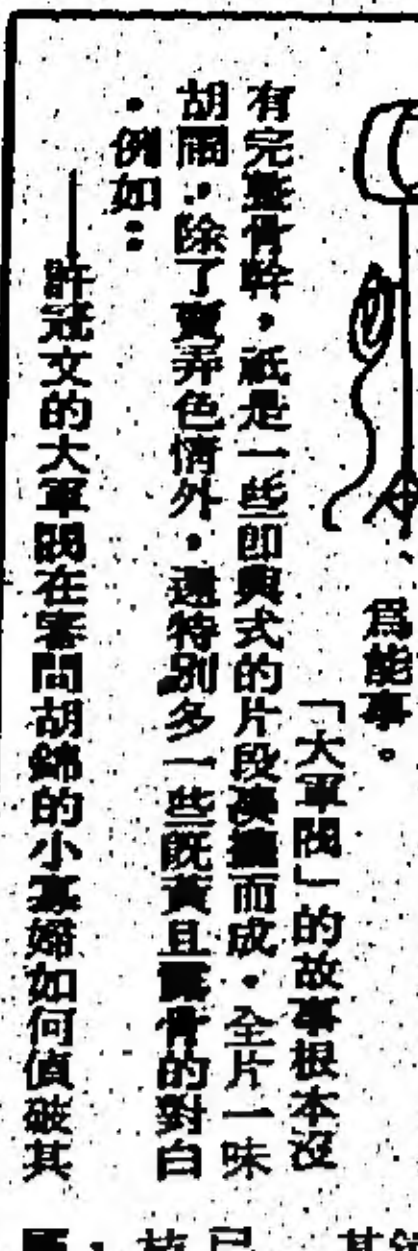 爲能事。
「大軍閥」的故事根本沒
有完整骨幹，祇是一些即興式的片段湊攏而成。全片一味
胡鬧，除了賣弄色情外，還特別多一些既黃且露骨的對白
。例如：
——許冠文的大軍閥在審問胡錦的小寡婦如何偵破其